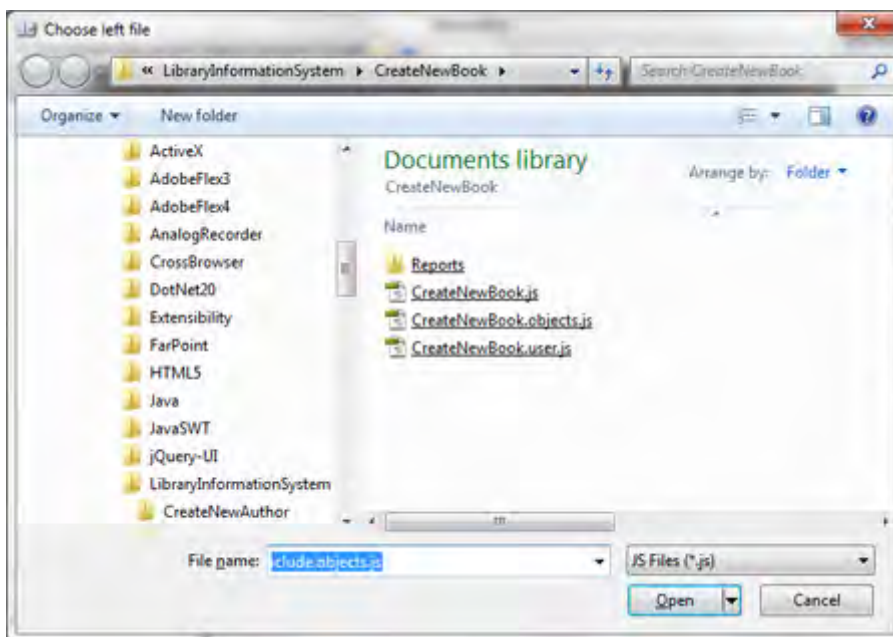 Choose left file
« LibraryInformationSystem ▸ CreateNewBook ▸
Search CreateNewBook
Organize
New folder
ActiveX
AdobeFlex3
AdobeFlex4
AnalogRecorder
CrossBrowser
DotNet20
Extensibility
FarPoint
HTML5
Java
JavaSWT
jQuery-UI
LibraryInformationSystem
CreateNewAuthor
Documents library
CreateNewBook
Arrange by: Folder
Name
Reports
CreateNewBook.js
CreateNewBook.objects.js
CreateNewBook.user.js
File name:
clude.objects.js
JS Files (*.js)
Open
Cancel